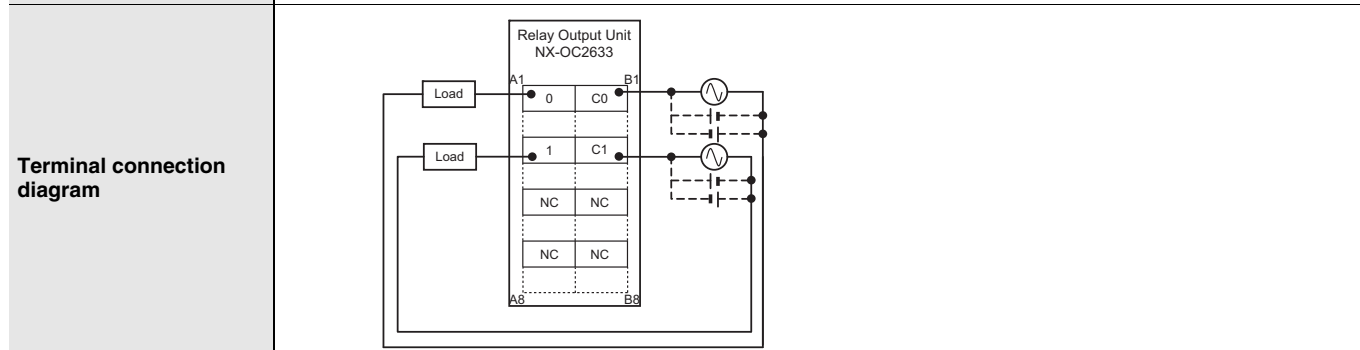 Terminal connection
diagram
Relay Output Unit
NX-OC2633
A1 B1
Load 0 C0
Load 1 C1
NC NC
NC NC
A8 B8